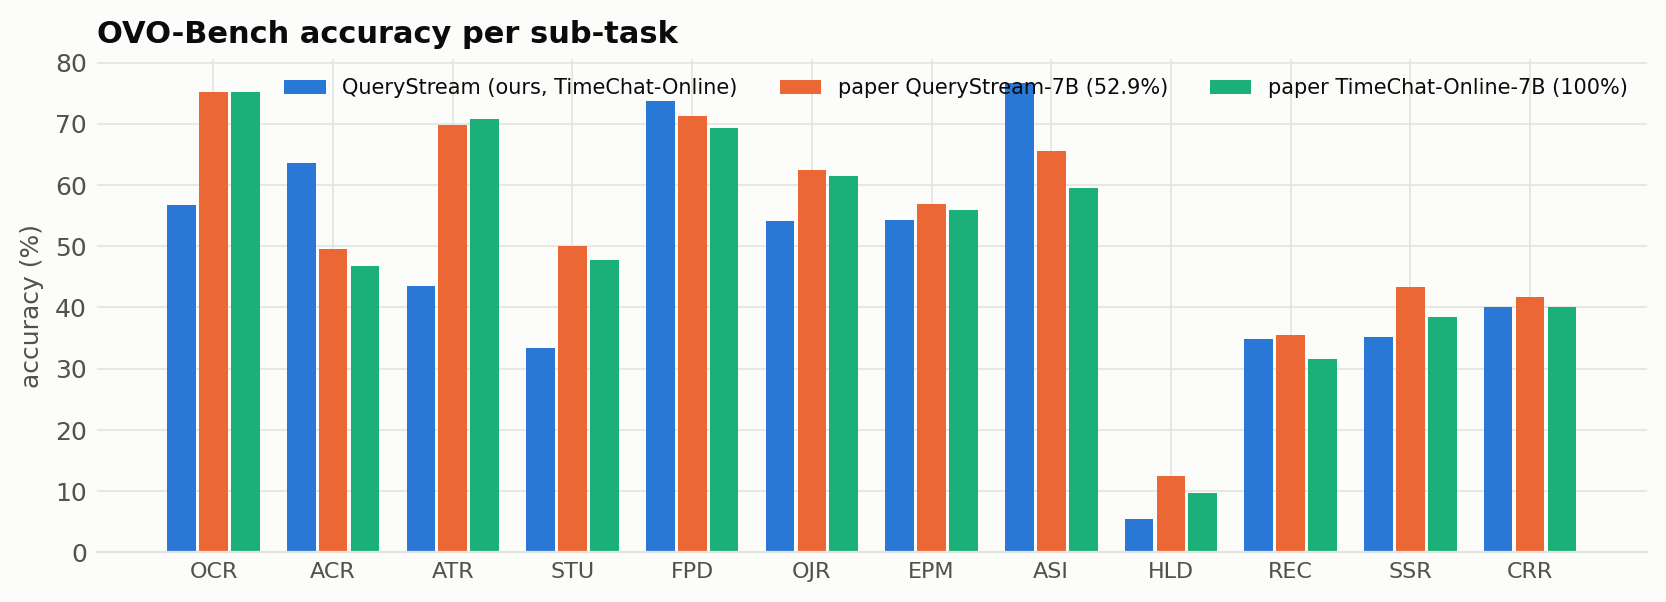 OVO-Bench accuracy per sub-task
QueryStream (ours, TimeChat-Online) paper QueryStream-7B (52.9%) paper TimeChat-Online-7B (100%)
accuracy (%)
80
70
60
50
40
30
20
10
0
OCR ACR ATR STU FPD OJR EPM ASI HLD REC SSR CRR